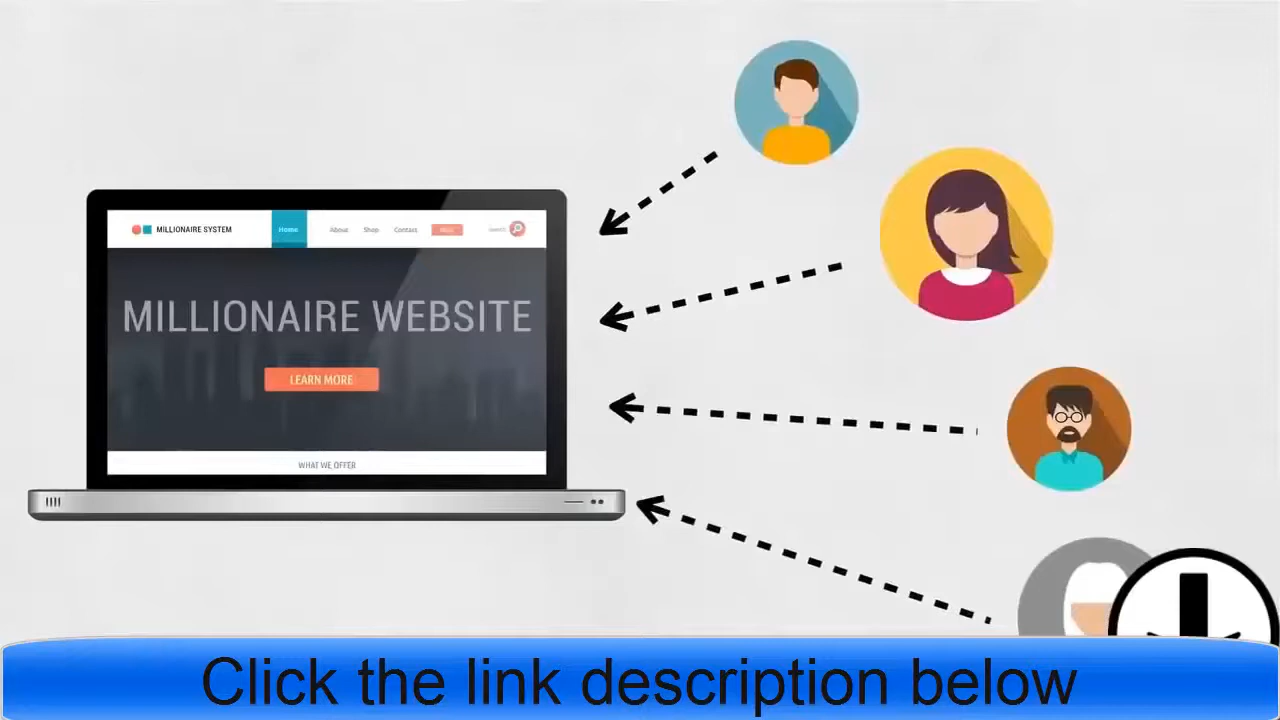 MILLIONAIRE SYSTEM
Home
About
Shop
Contact
MILLIONAIRE WEBSITE
LEARN MORE
WHAT WE OFFER
Click the link description below